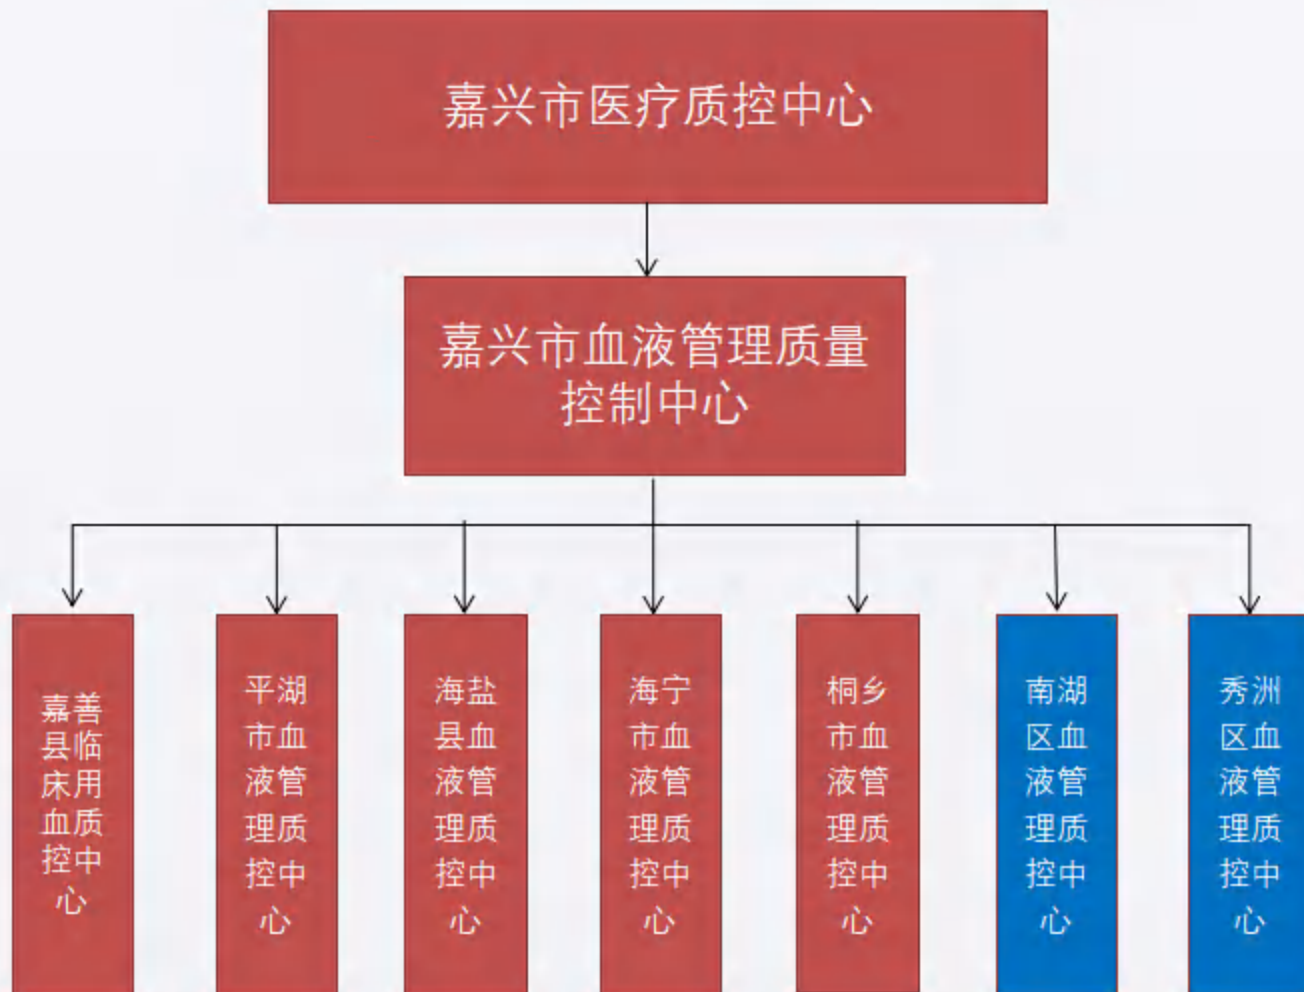 嘉兴市医疗质控中心
嘉兴市血液管理质量
控制中心
嘉善
县临
床用
血质
控中
心
平湖
市血
液管
理质
控中
心
海盐
县血
液管
理质
控中
心
海宁
市血
液管
理质
控中
心
桐乡
市血
液管
理质
控中
心
南湖
区血
液管
理质
控中
心
秀洲
区血
液管
理质
控中
心